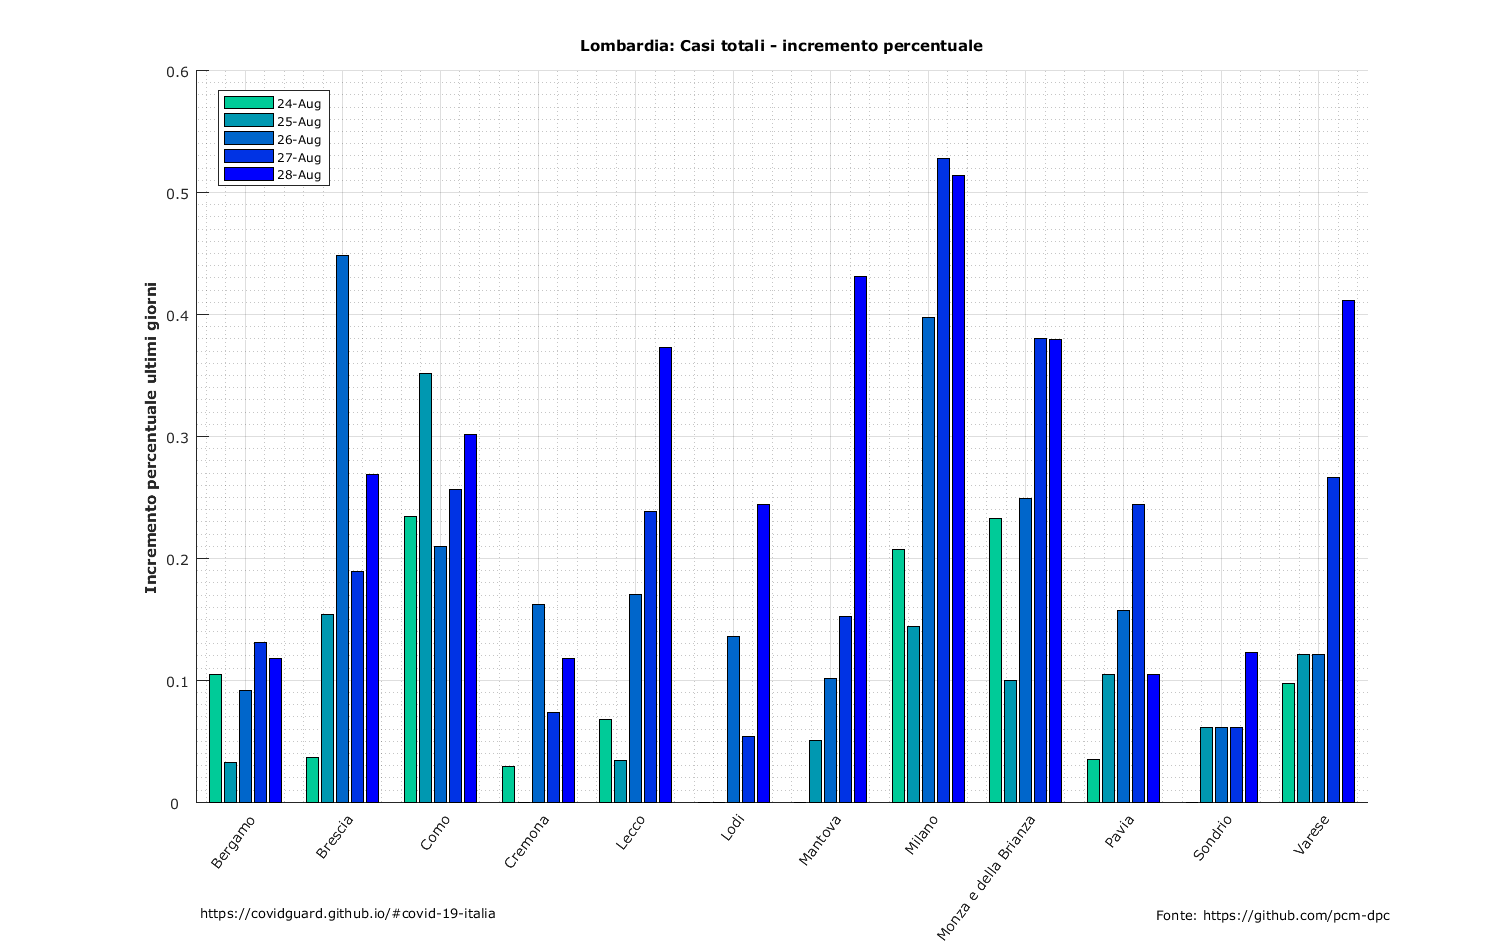 Lombardia: Casi totali - incremento percentuale
Incremento percentuale ultimi giorni
0.6
0.5
0.4
0.3
0.2
0.1
0
24-Aug
25-Aug
26-Aug
27-Aug
28-Aug
Bergamo
Brescia
Como
Cremona
Lecco
Lodi
Mantova
Milano
Monza e della Brianza
Pavia
Sondrio
Varese
https://covidguard.github.io/#covid-19-italia
Fonte: https://github.com/pcm-dpc